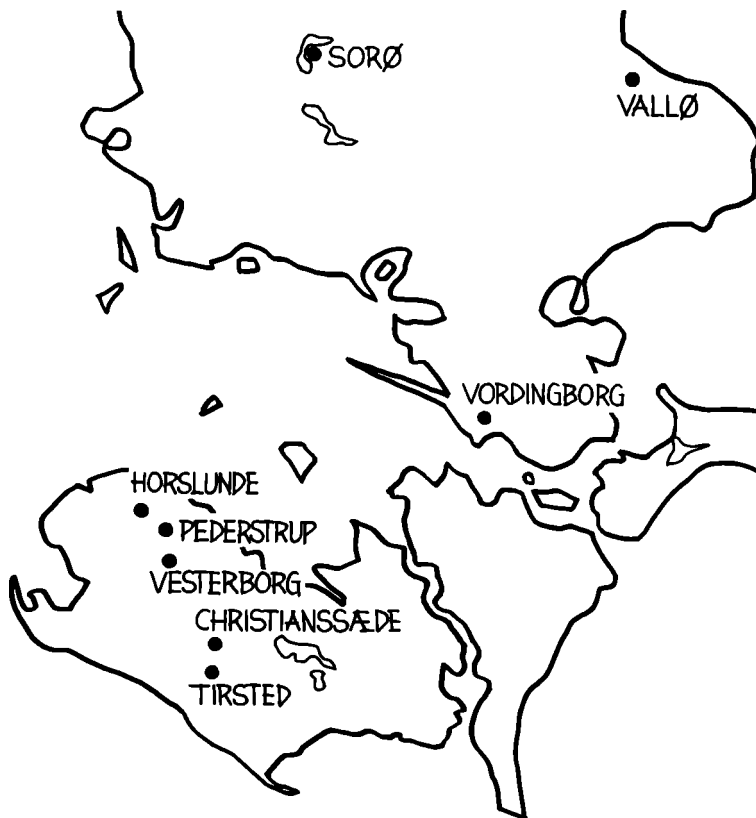 SORØ
VALLØ
VORDINGBORG
HORSLUNDE
PEDERSTRUP
VESTERBORG
CHRISTIANSSÆDE
TIRSTED